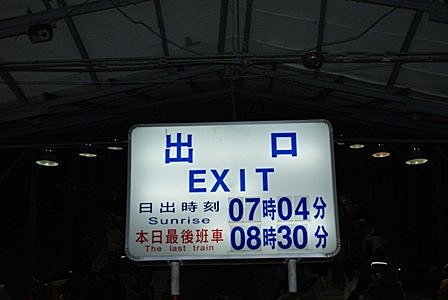 出口
EXIT
日出時刻 07時04分
Sunrise
本日最後班車 08時30分
The last train